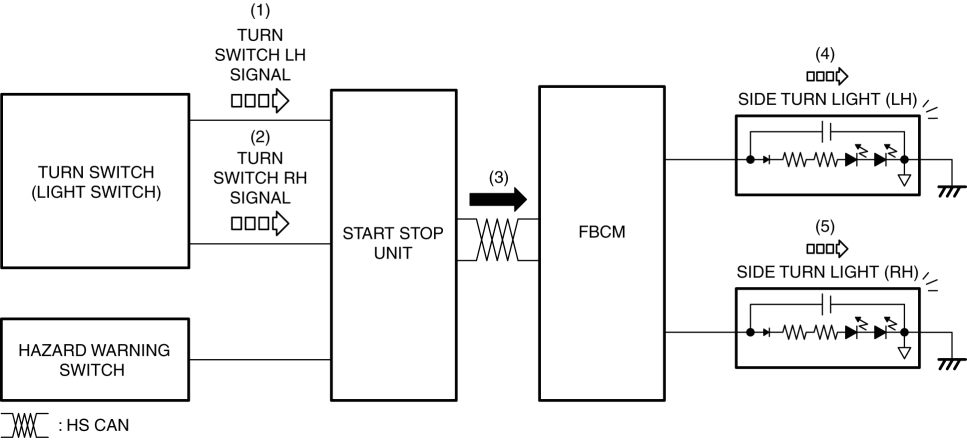 (1)
TURN
SWITCH LH
SIGNAL
(2)
TURN
SWITCH RH
SIGNAL
TURN SWITCH
(LIGHT SWITCH)
HAZARD WARNING
SWITCH
START STOP
UNIT
(3)
FBCM
(4)
SIDE TURN LIGHT (LH)
(5)
SIDE TURN LIGHT (RH)
: HS CAN